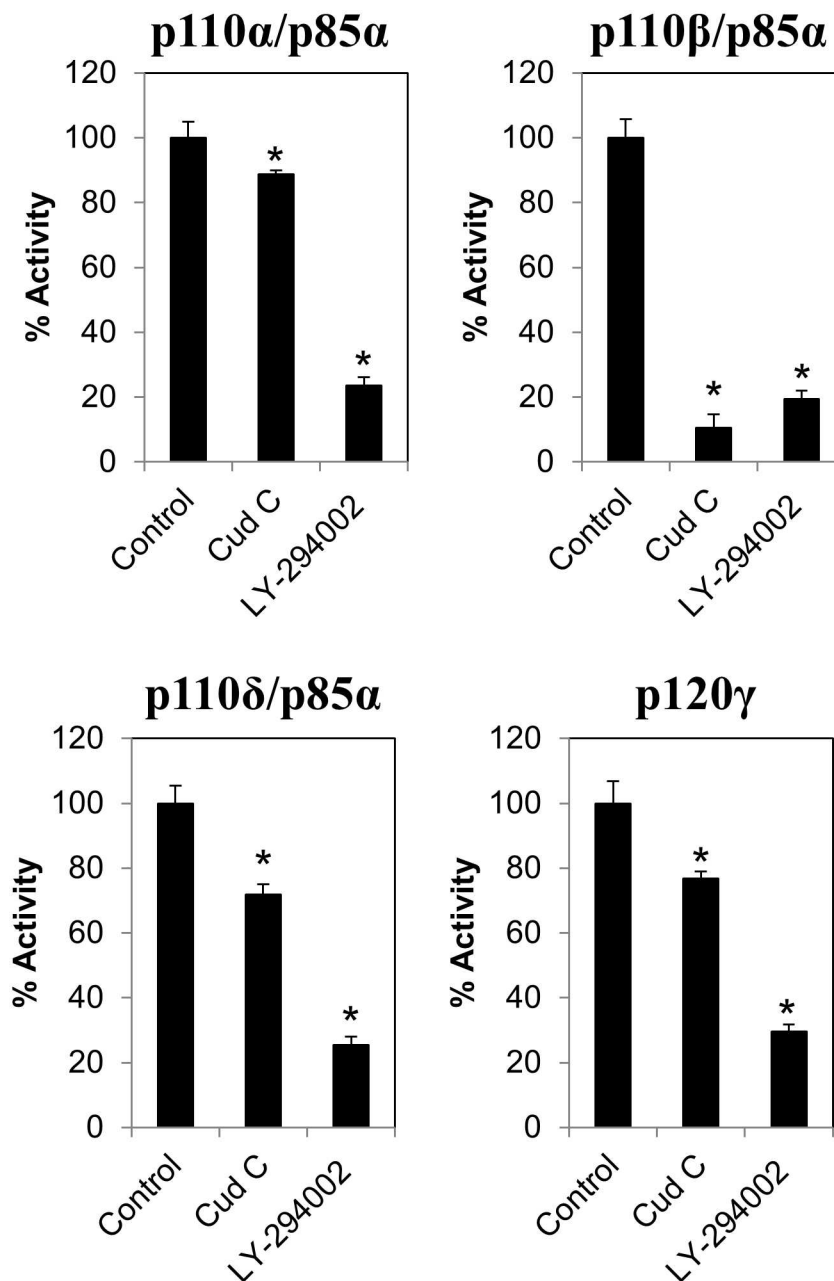 p110α/p85α
% Activity
120
100
80
60
40
20
0
*
*
Control
Cud C
LY-294002
p110β/p85α
% Activity
120
100
80
60
40
20
0
*
*
Control
Cud C
LY-294002
p110δ/p85α
% Activity
120
100
80
60
40
20
0
*
*
Control
Cud C
LY-294002
p120γ
% Activity
120
100
80
60
40
20
0
*
*
Control
Cud C
LY-294002